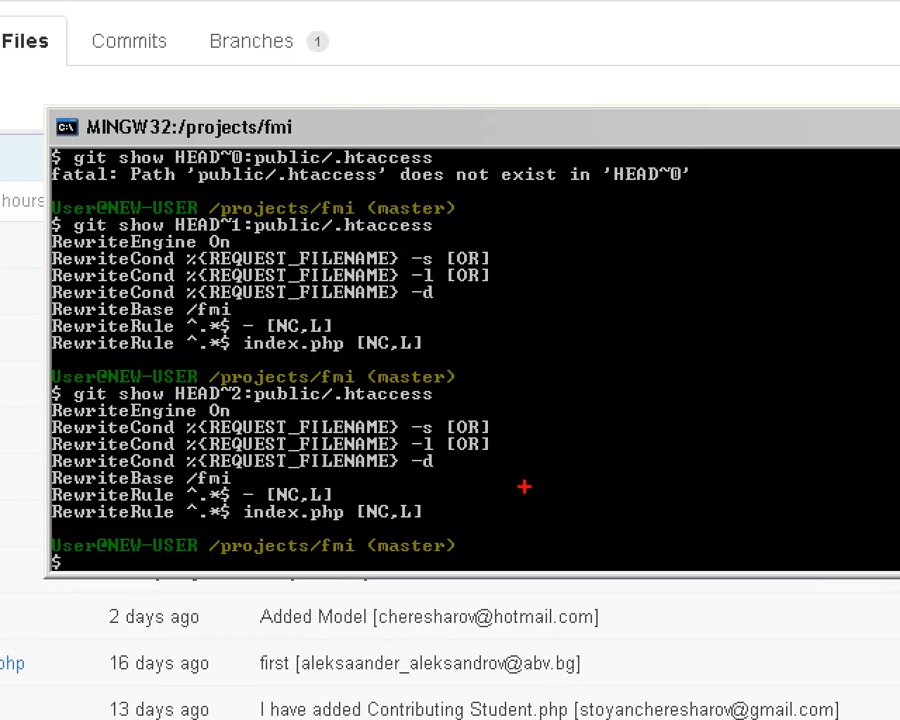 Files Commits Branches 1
MINGW32:/projects/fmi
$ git show HEAD~0:public/.htaccess
fatal: Path 'public/.htaccess' does not exist in 'HEAD~0'
hours
User@NEW-USER /projects/fmi (master)
$ git show HEAD~1:public/.htaccess
RewriteEngine On
RewriteCond %{REQUEST_FILENAME} -s [OR]
RewriteCond %{REQUEST_FILENAME} -l [OR]
RewriteCond %{REQUEST_FILENAME} -d
RewriteBase /fmi
RewriteRule ^.*$ - [NC,L]
RewriteRule ^.*$ index.php [NC,L]
User@NEW-USER /projects/fmi (master)
$ git show HEAD~2:public/.htaccess
RewriteEngine On
RewriteCond %{REQUEST_FILENAME} -s [OR]
RewriteCond %{REQUEST_FILENAME} -l [OR]
RewriteCond %{REQUEST_FILENAME} -d
RewriteBase /fmi
RewriteRule ^.*$ - [NC,L]
RewriteRule ^.*$ index.php [NC,L]
User@NEW-USER /projects/fmi (master)
$
2 days ago Added Model [cheresharov@hotmail.com]
php 16 days ago first [aleksaander_aleksandrov@abv.bg]
13 days ago I have added Contributing Student.php [stoyancheresharov@gmail.com]